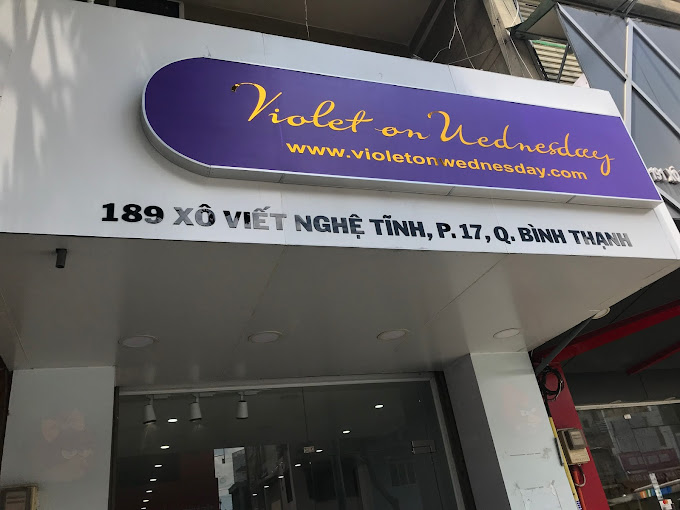 Violet on Wednesday
www.violetonwednesday.com
189 XÔ VIẾT NGHỆ TĨNH, P. 17, Q. BÌNH THẠNH